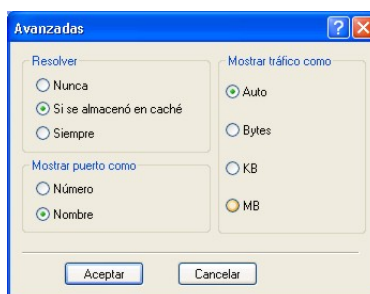 Avanzadas
Resolver
Nunca
Si se almacenó en caché
Siempre
Mostrar puerto como
Número
Nombre
Mostrar tráfico como
Auto
Bytes
KB
MB
Aceptar
Cancelar